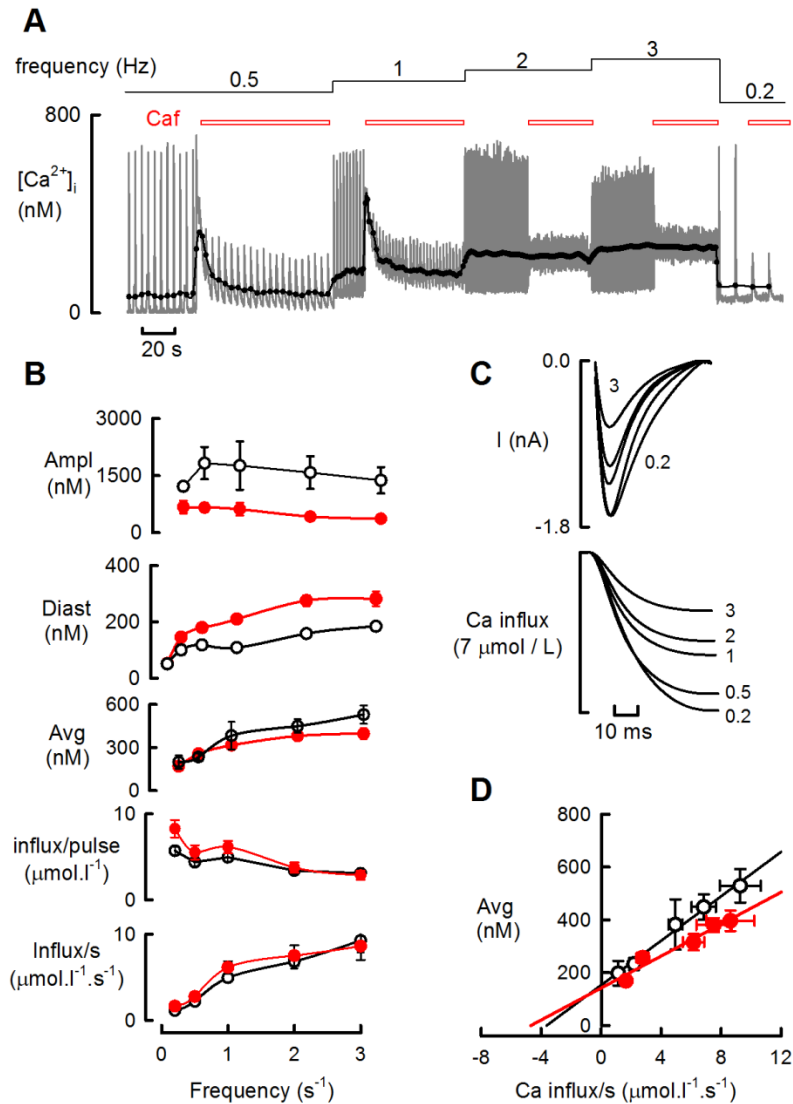 A
frequency (Hz)
0.5
1
2
3
0.2
Caf
800
[Ca²⁺]ᵢ
(nM)
0
20 s
B
3000
Ampl
(nM)
1500
0
400
Diast
(nM)
200
0
600
Avg
(nM)
300
0
10
influx/pulse
(μmol.l⁻¹)
0
10
Influx/s
(μmol.l⁻¹.s⁻¹)
0
0
1
2
3
Frequency (s⁻¹)
C
0.0
3
I (nA)
0.2
-1.8
Ca influx
(7 μmol / L)
3
2
1
0.5
0.2
10 ms
D
800
Avg
(nM)
600
400
200
0
-8
-4
0
4
8
12
Ca influx/s (μmol.l⁻¹.s⁻¹)